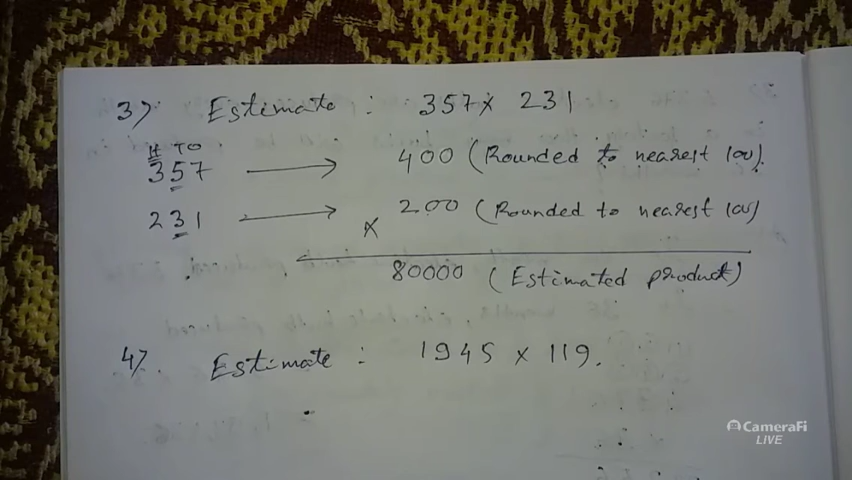 3) Estimate : 357 x 231
H TO
357 → 400 (Rounded to nearest 100).
231 → x 200 (Rounded to nearest 100)
80000 (Estimated product)
4) Estimate : 1945 x 119.
CameraFi
LIVE